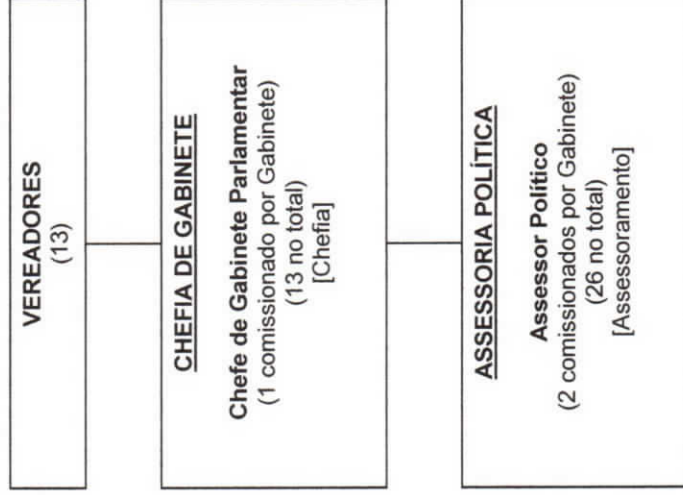 VEREADORES
(13)
CHEFIA DE GABINETE
Chefe de Gabinete Parlamentar
(1 comissionado por Gabinete)
(13 no total)
[Chefia]
ASSESSORIA POLÍTICA
Assessor Político
(2 comissionados por Gabinete)
(26 no total)
[Assessoramento]